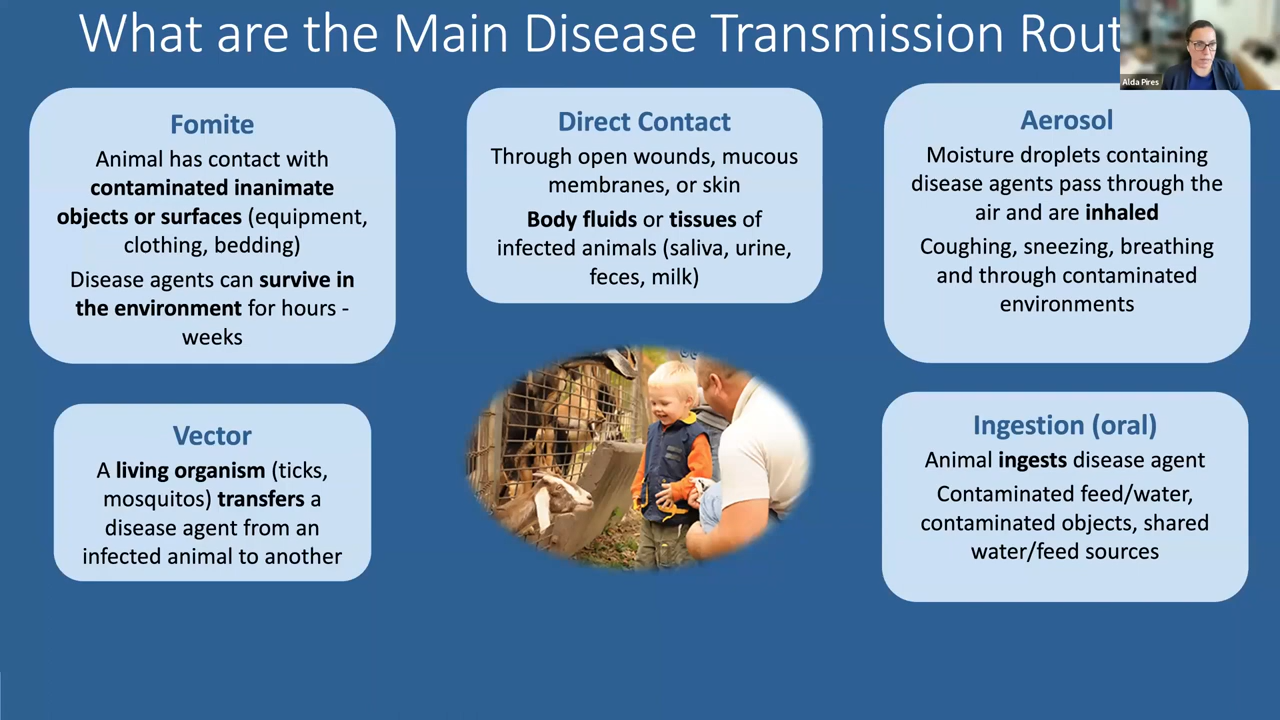 What are the Main Disease Transmission Rout
Alda Pires
Fomite
Animal has contact with
contaminated inanimate
objects or surfaces (equipment,
clothing, bedding)
Disease agents can survive in
the environment for hours -
weeks
Direct Contact
Through open wounds, mucous
membranes, or skin
Body fluids or tissues of
infected animals (saliva, urine,
feces, milk)
Aerosol
Moisture droplets containing
disease agents pass through the
air and are inhaled
Coughing, sneezing, breathing
and through contaminated
environments
Vector
A living organism (ticks,
mosquitos) transfers a
disease agent from an
infected animal to another
Ingestion (oral)
Animal ingests disease agent
Contaminated feed/water,
contaminated objects, shared
water/feed sources